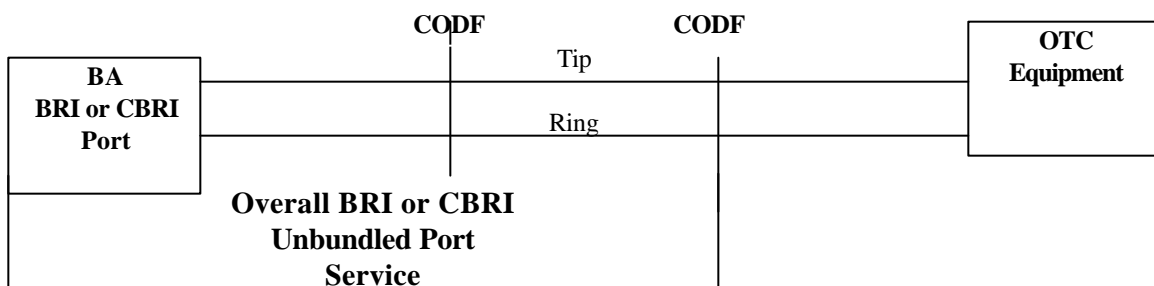 CODF
CODF
OTC
Equipment
Tip
BA
BRI or CBRI
Port
Ring
Overall BRI or CBRI
Unbundled Port
Service